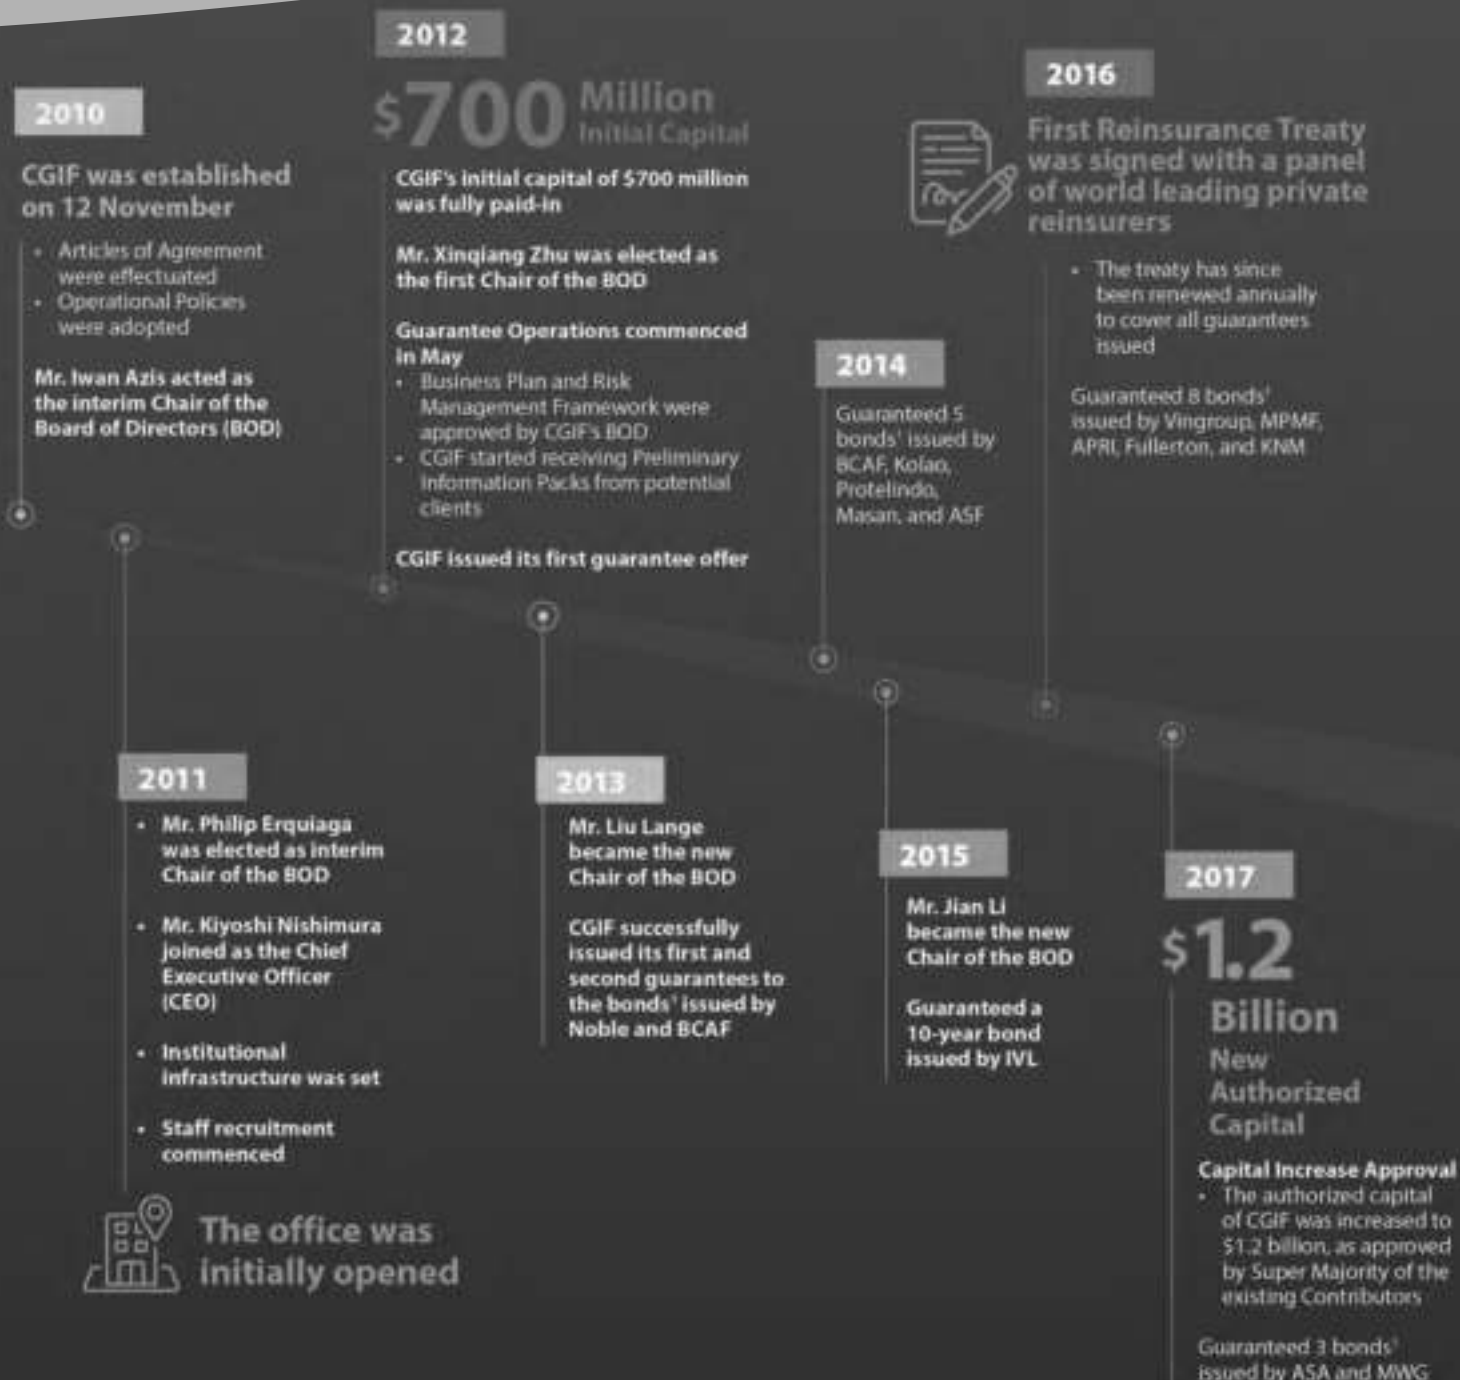 2010
CGIF was established
on 12 November
• Articles of Agreement
were effectuated
• Operational Policies
were adopted
Mr. Iwan Azis acted as
the interim Chair of the
Board of Directors (BOD)
2011
• Mr. Philip Erquiaga
was elected as interim
Chair of the BOD
• Mr. Kiyoshi Nishimura
joined as the Chief
Executive Officer
(CEO)
• Institutional
infrastructure was set
• Staff recruitment
commenced
The office was
initially opened
2012
$700 Million
Initial Capital
CGIF's initial capital of $700 million
was fully paid-in
Mr. Xinqiang Zhu was elected as
the first Chair of the BOD
Guarantee Operations commenced
in May
• Business Plan and Risk
Management Framework were
approved by CGIF's BOD
• CGIF started receiving Preliminary
Information Packs from potential
clients
CGIF issued its first guarantee offer
2013
Mr. Liu Lange
became the new
Chair of the BOD
CGIF successfully
issued its first and
second guarantees to
the bonds¹ issued by
Noble and BCAF
2014
Guaranteed 5
bonds¹ issued by
BCAF, Kolao,
Protelindo,
Masan, and ASF
2015
Mr. Jian Li
became the new
Chair of the BOD
Guaranteed a
10-year bond
issued by IVL
2016
First Reinsurance Treaty
was signed with a panel
of world leading private
reinsurers
• The treaty has since
been renewed annually
to cover all guarantees
issued
Guaranteed 8 bonds¹
issued by Vingroup, MPMF,
APRI, Fullerton, and KNM
2017
$1.2
Billion
New
Authorized
Capital
Capital Increase Approval
• The authorized capital
of CGIF was increased to
$1.2 billion, as approved
by Super Majority of the
existing Contributors
Guaranteed 3 bonds¹
issued by ASA and MWG